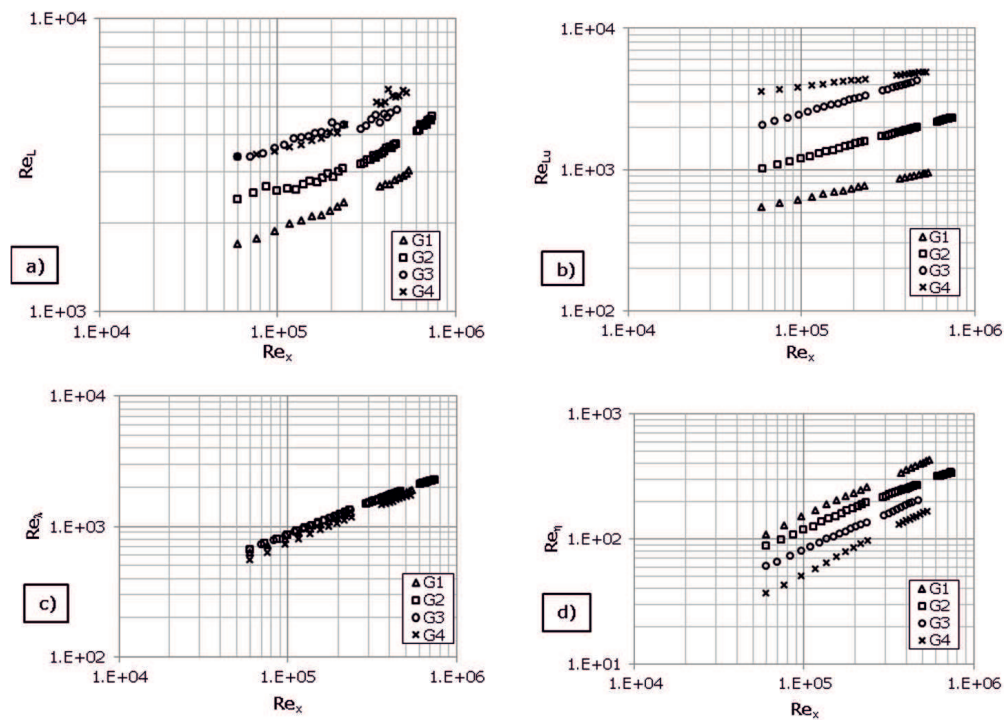 1.E+04
Re_L
a)
△ G1
□ G2
○ G3
× G4
1.E+03
1.E+04
1.E+05
1.E+06
Re_x
1.E+04
Re_Lu
1.E+03
b)
△ G1
□ G2
○ G3
× G4
1.E+02
1.E+04
1.E+05
1.E+06
Re_x
1.E+04
Re_λ
1.E+03
c)
△ G1
□ G2
○ G3
× G4
1.E+02
1.E+04
1.E+05
1.E+06
Re_x
1.E+03
Re_η
1.E+02
d)
△ G1
□ G2
○ G3
× G4
1.E+01
1.E+04
1.E+05
1.E+06
Re_x